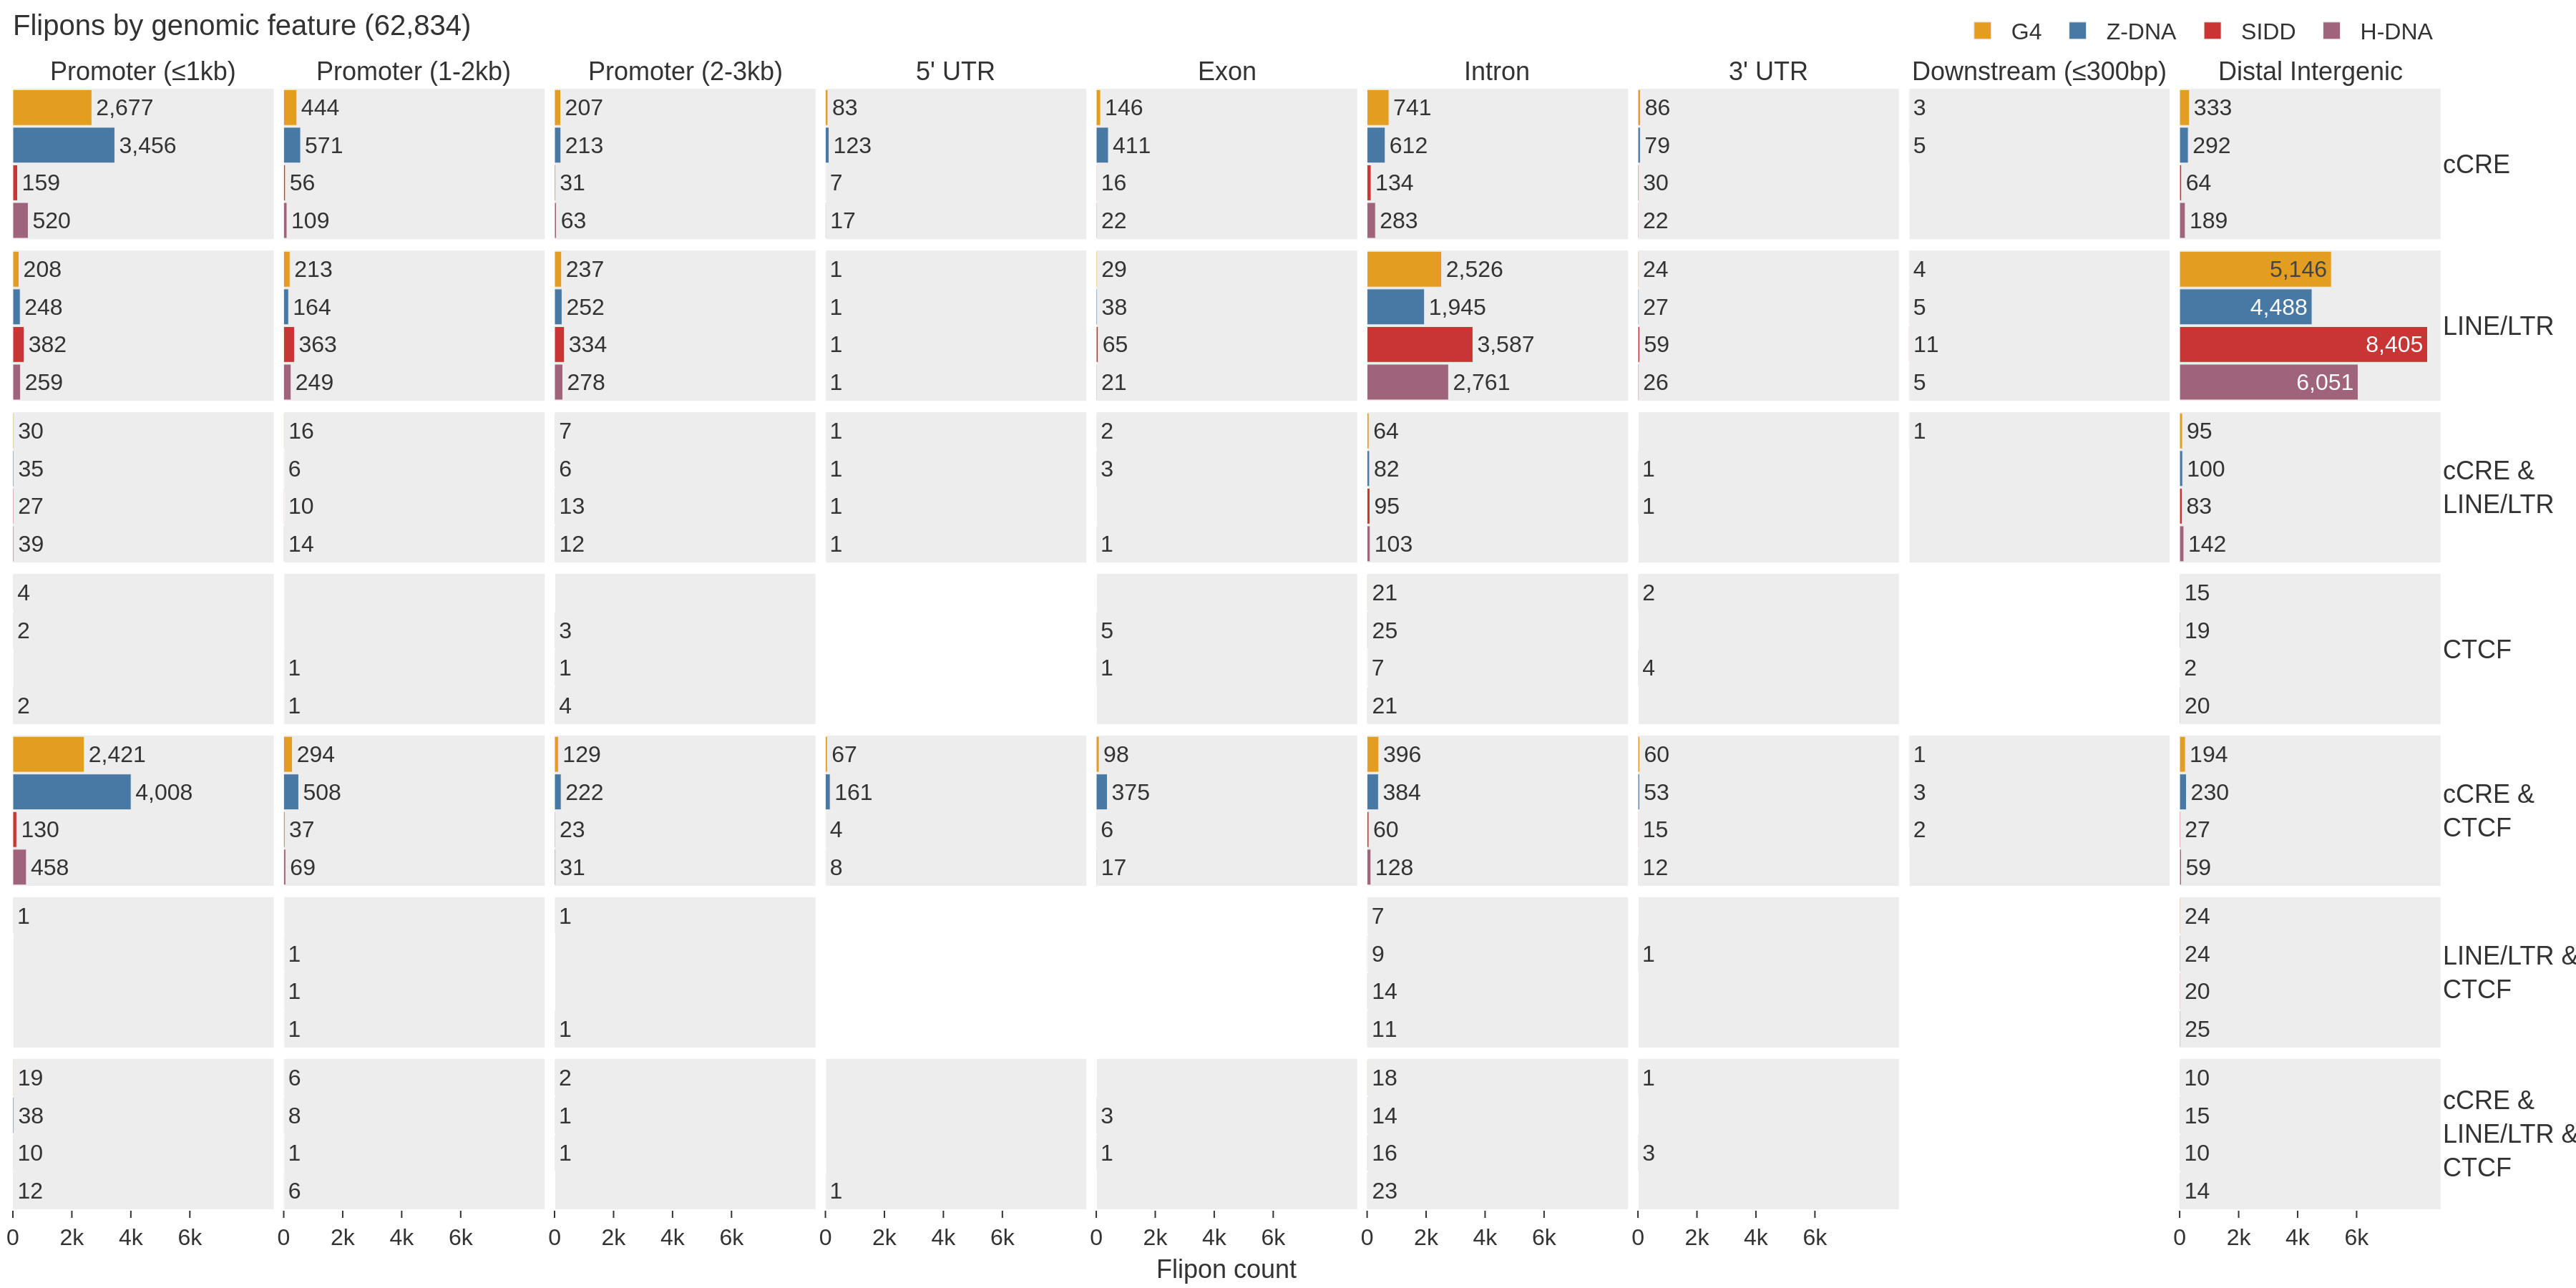 Flipons by genomic feature (62,834)
G4 Z-DNA SIDD H-DNA
Promoter (≤1kb) Promoter (1-2kb) Promoter (2-3kb) 5' UTR Exon Intron 3' UTR Downstream (≤300bp) Distal Intergenic
2,677 444 207 83 146 741 86 3 333
3,456 571 213 123 411 612 79 5 292
cCRE
159 56 31 7 16 134 30 64
520 109 63 17 22 283 22 189
208 213 237 1 29 2,526 24 4 5,146
248 164 252 1 38 1,945 27 5 4,488
LINE/LTR
382 363 334 1 65 3,587 59 11 8,405
259 249 278 1 21 2,761 26 5 6,051
30 16 7 1 2 64 1 95
35 6 6 1 3 82 1 100
cCRE &
LINE/LTR
27 10 13 1 95 1 83
39 14 12 1 1 103 142
4 21 2 15
2 3 5 25 19
CTCF
1 1 1 7 4 2
2 1 4 21 20
2,421 294 129 67 98 396 60 1 194
4,008 508 222 161 375 384 53 3 230
cCRE &
CTCF
130 37 23 4 6 60 15 2 27
458 69 31 8 17 128 12 59
1 1 7 24
1 9 1 24
LINE/LTR &
CTCF
1 14 20
1 1 11 25
19 6 2 18 1 10
38 8 1 3 14 15
cCRE &
LINE/LTR &
CTCF
10 1 1 1 16 3 10
12 6 1 23 14
0 2k 4k 6k 0 2k 4k 6k 0 2k 4k 6k 0 2k 4k 6k 0 2k 4k 6k 0 2k 4k 6k 0 2k 4k 6k 0 2k 4k 6k
Flipon count